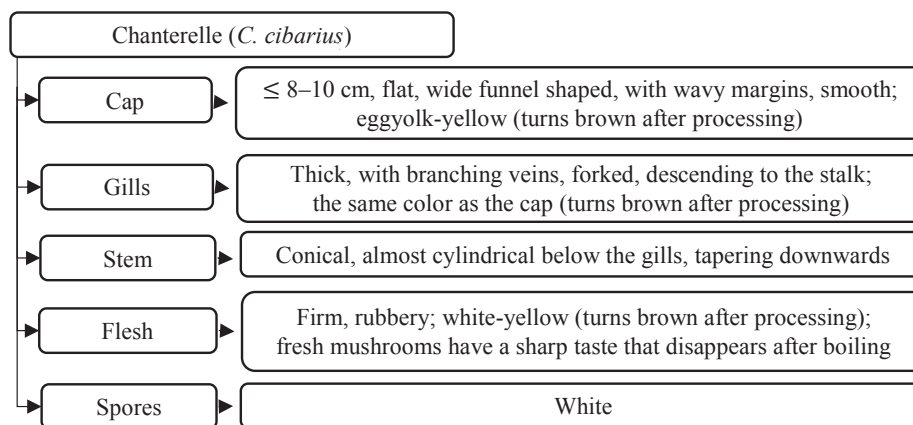 Chanterelle (C. cibarius)
Cap
≤ 8–10 cm, flat, wide funnel shaped, with wavy margins, smooth;
eggyolk-yellow (turns brown after processing)
Gills
Thick, with branching veins, forked, descending to the stalk;
the same color as the cap (turns brown after processing)
Stem
Conical, almost cylindrical below the gills, tapering downwards
Flesh
Firm, rubbery; white-yellow (turns brown after processing);
fresh mushrooms have a sharp taste that disappears after boiling
Spores
White